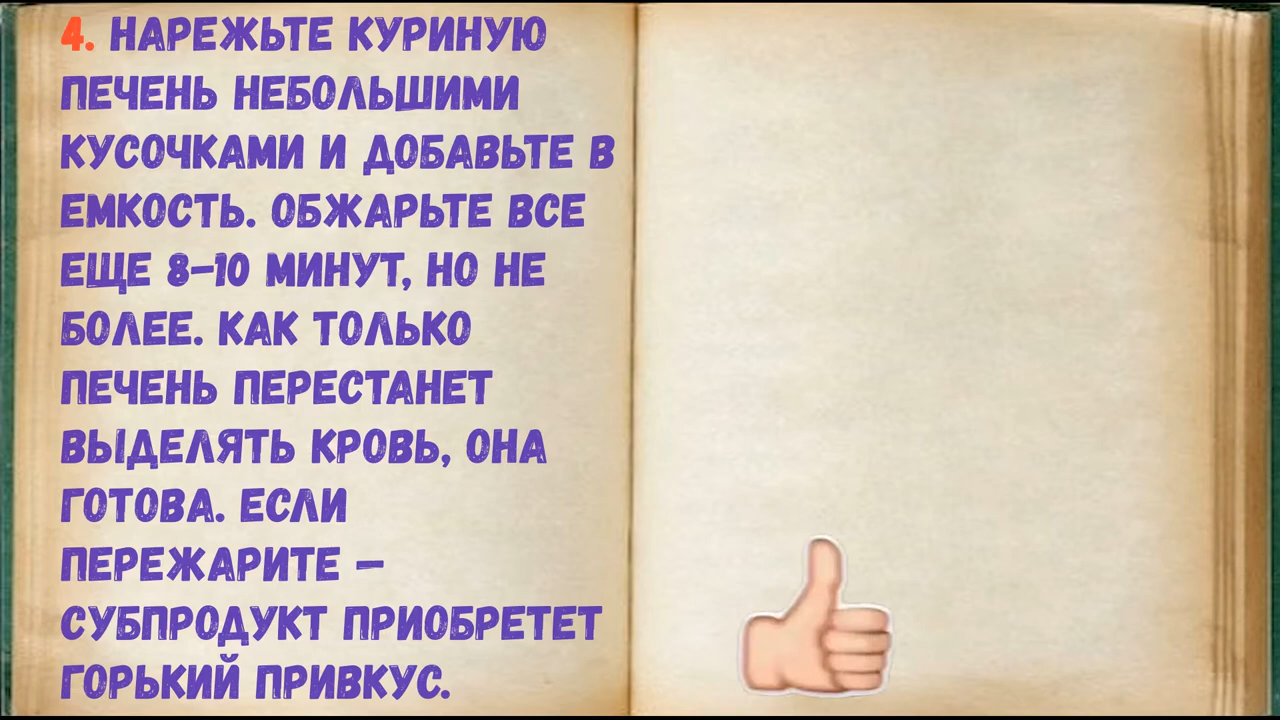 4. НАРЕЖЬТЕ КУРИНУЮ
ПЕЧЕНЬ НЕБОЛЬШИМИ
КУСОЧКАМИ И ДОБАВЬТЕ В
ЕМКОСТЬ. ОБЖАРЬТЕ ВСЕ
ЕЩЕ 8–10 МИНУТ, НО НЕ
БОЛЕЕ. КАК ТОЛЬКО
ПЕЧЕНЬ ПЕРЕСТАНЕТ
ВЫДЕЛЯТЬ КРОВЬ, ОНА
ГОТОВА. ЕСЛИ
ПЕРЕЖАРИТЕ –
СУБПРОДУКТ ПРИОБРЕТЕТ
ГОРЬКИЙ ПРИВКУС.